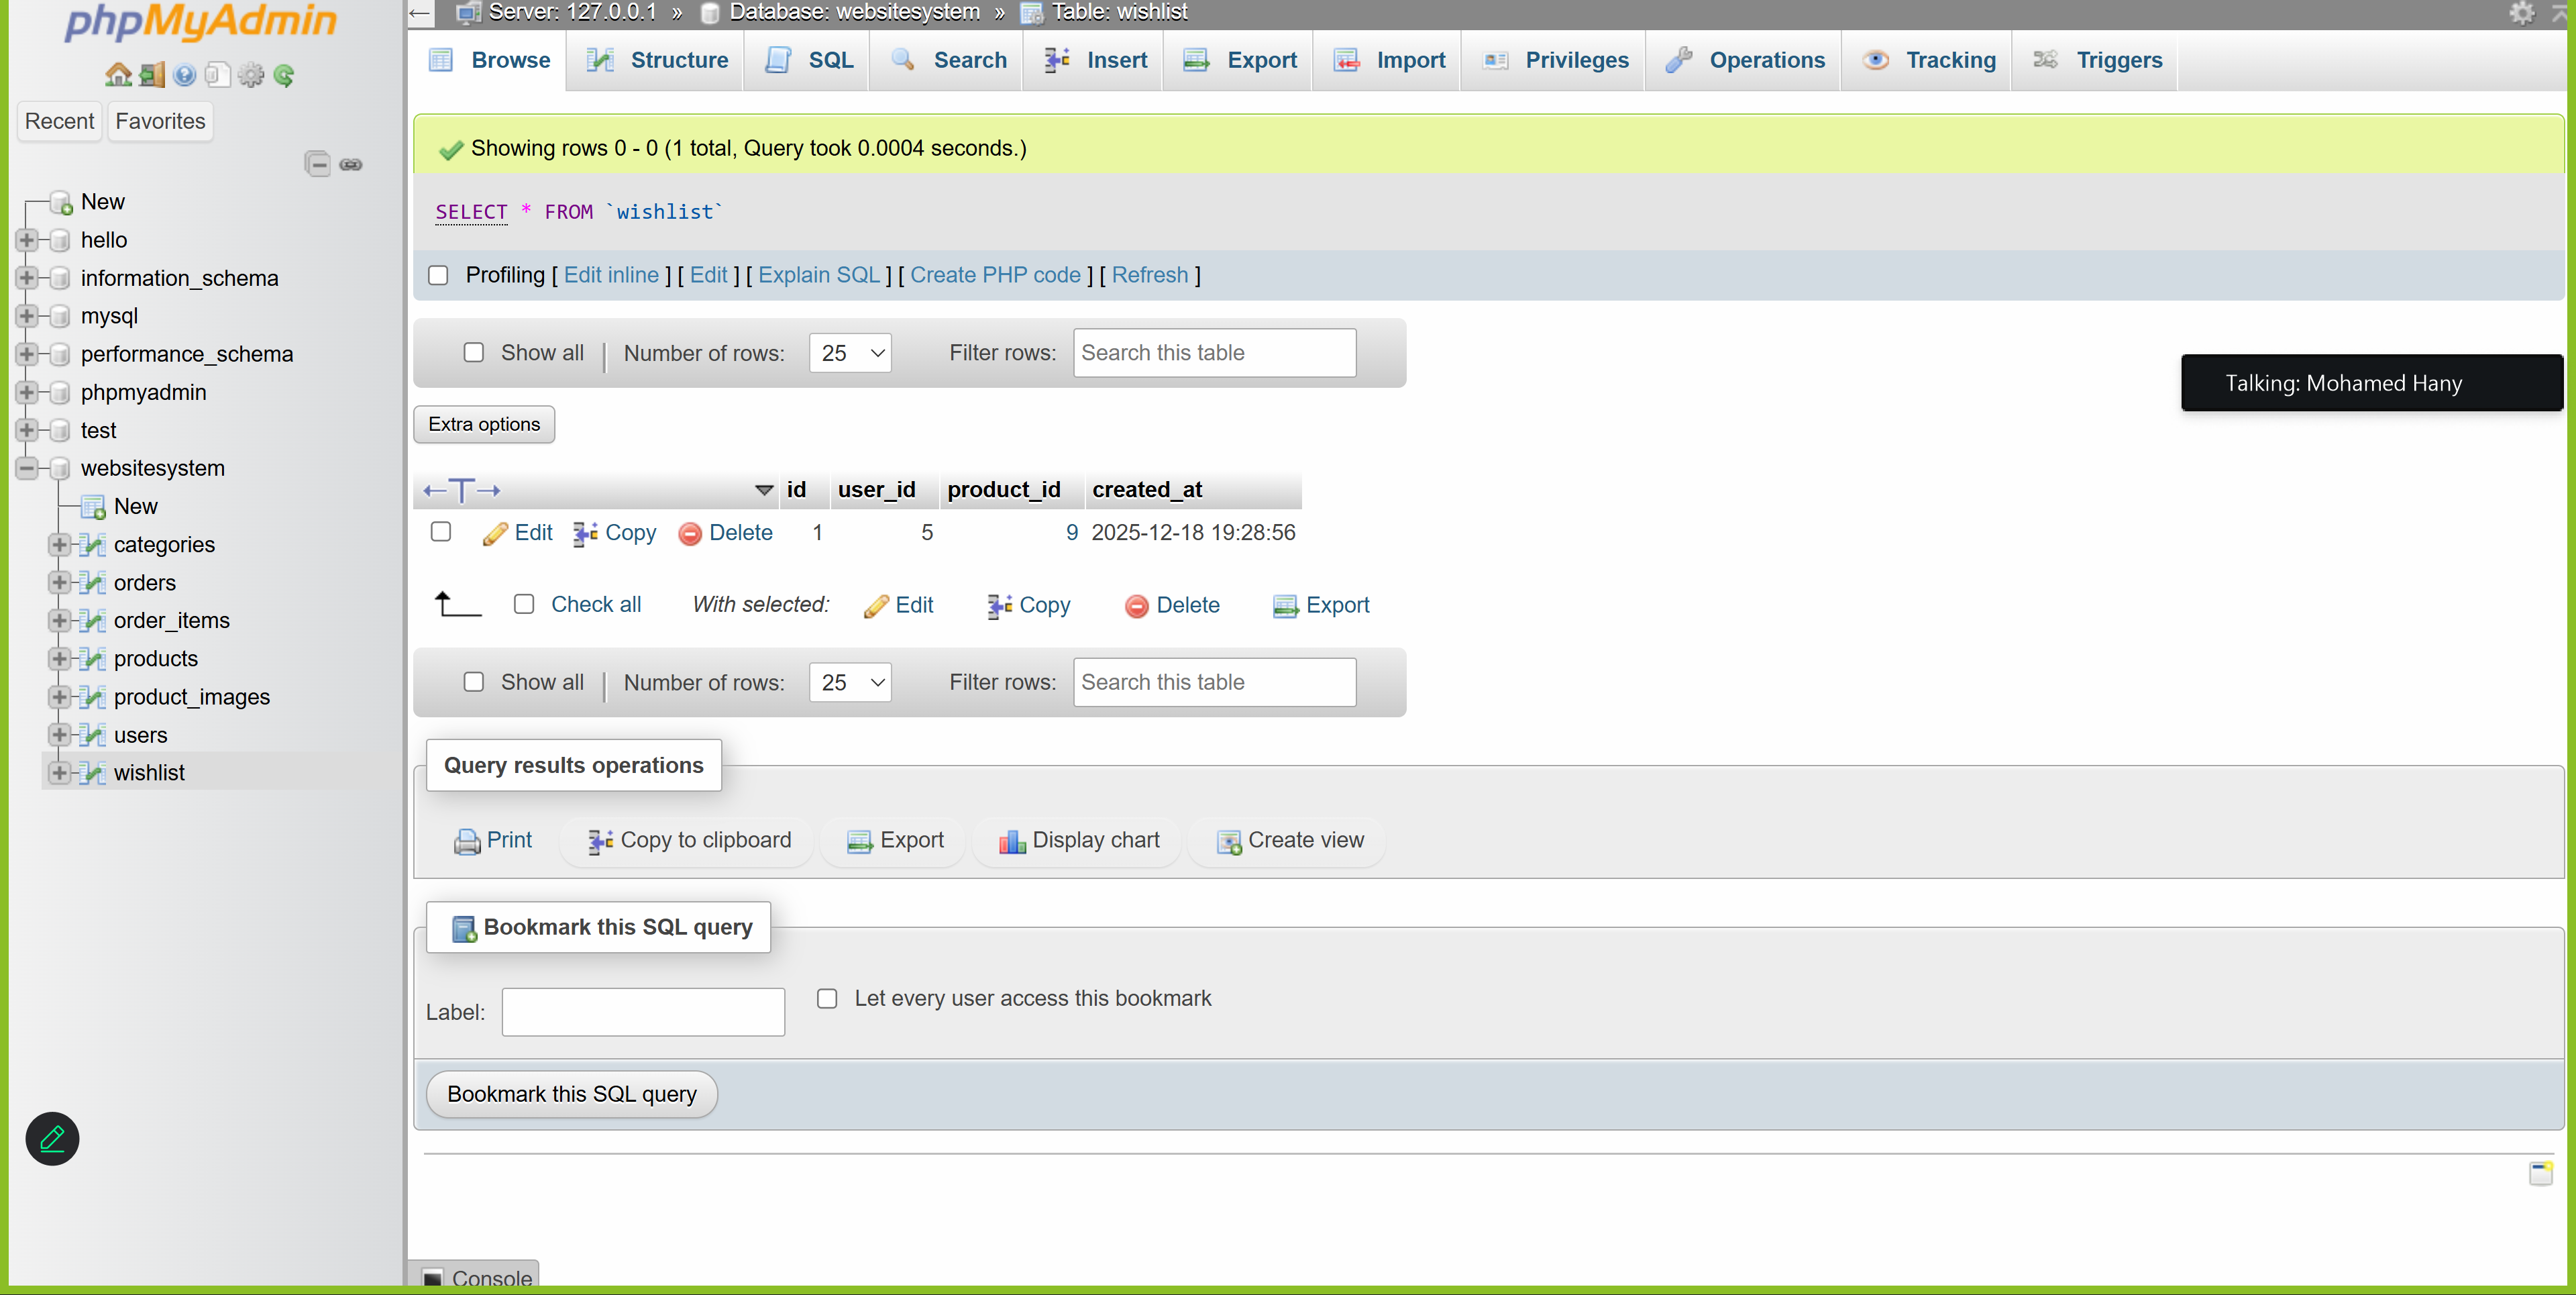 phpMyAdmin
Recent Favorites
New
hello
information_schema
mysql
performance_schema
phpmyadmin
test
websitesystem
New
categories
orders
order_items
products
product_images
users
wishlist
Server: 127.0.0.1 » Database: websitesystem » Table: wishlist
Browse Structure SQL Search Insert Export Import Privileges Operations Tracking Triggers
Showing rows 0 - 0 (1 total, Query took 0.0004 seconds.)
SELECT * FROM `wishlist`
Profiling [ Edit inline ] [ Edit ] [ Explain SQL ] [ Create PHP code ] [ Refresh ]
Show all | Number of rows: 25 Filter rows: Search this table
Talking: Mohamed Hany
Extra options
←T→ id user_id product_id created_at
Edit Copy Delete 1 5 9 2025-12-18 19:28:56
Check all With selected: Edit Copy Delete Export
Show all | Number of rows: 25 Filter rows: Search this table
Query results operations
Print Copy to clipboard Export Display chart Create view
Bookmark this SQL query
Label: Let every user access this bookmark
Bookmark this SQL query
Console